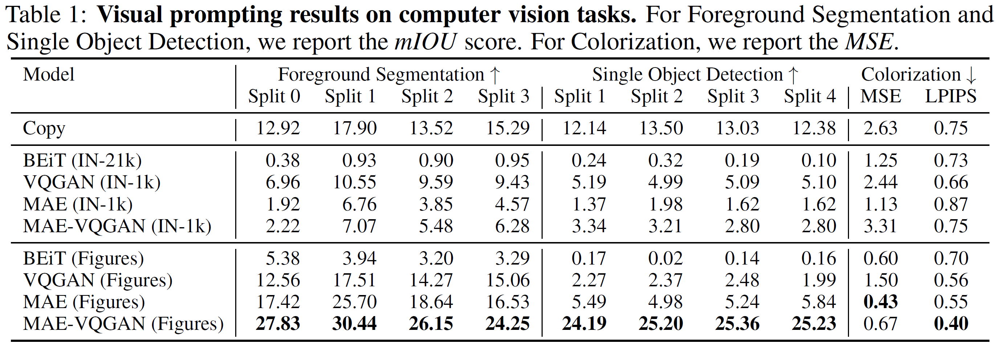 Table 1: Visual prompting results on computer vision tasks. For Foreground Segmentation and
Single Object Detection, we report the mIOU score. For Colorization, we report the MSE.
Model Foreground Segmentation ↑ Single Object Detection ↑ Colorization ↓
Split 0 Split 1 Split 2 Split 3 Split 1 Split 2 Split 3 Split 4 MSE LPIPS
Copy 12.92 17.90 13.52 15.29 12.14 13.50 13.03 12.38 2.63 0.75
BEiT (IN-21k) 0.38 0.93 0.90 0.95 0.24 0.32 0.19 0.10 1.25 0.73
VQGAN (IN-1k) 6.96 10.55 9.59 9.43 5.19 4.99 5.09 5.10 2.44 0.66
MAE (IN-1k) 1.92 6.76 3.85 4.57 1.37 1.98 1.62 1.62 1.13 0.87
MAE-VQGAN (IN-1k) 2.22 7.07 5.48 6.28 3.34 3.21 2.80 2.80 3.31 0.75
BEiT (Figures) 5.38 3.94 3.20 3.29 0.17 0.02 0.14 0.16 0.60 0.70
VQGAN (Figures) 12.56 17.51 14.27 15.06 2.27 2.37 2.48 1.99 1.50 0.56
MAE (Figures) 17.42 25.70 18.64 16.53 5.49 4.98 5.24 5.84 0.43 0.55
MAE-VQGAN (Figures) 27.83 30.44 26.15 24.25 24.19 25.20 25.36 25.23 0.67 0.40